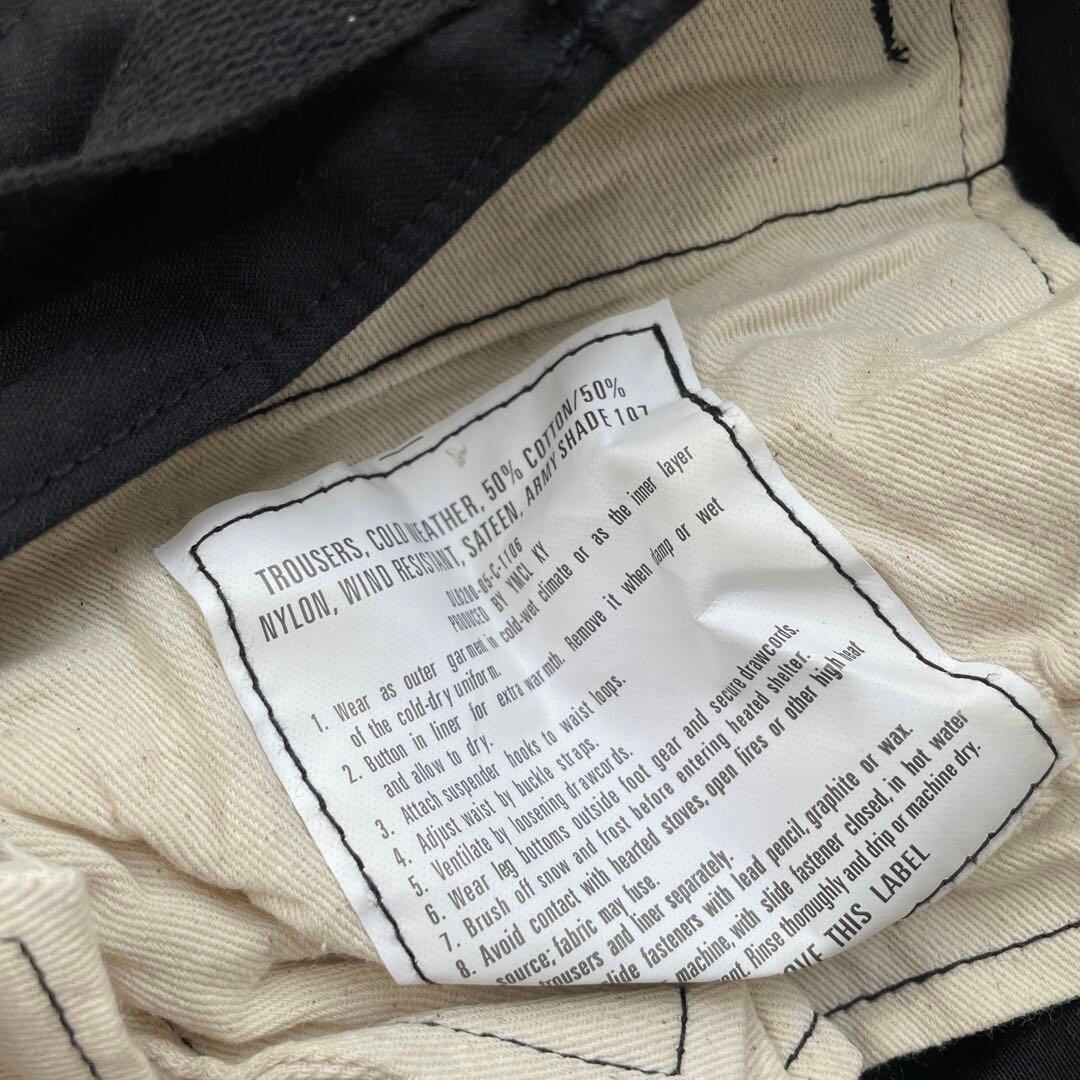 TROUSERS, COLD WEATHER, 50% COTTON/50%
NYLON, WIND RESISTANT, SATEEN, ARMY SHADE 107
PRODUCED BY YMCL KY
1. Wear as outer garment in cold-wet climate or as the inner layer
of the cold-dry uniform.
2. Button in liner for extra warmth. Remove it when damp or wet
and allow to dry.
3. Attach suspender hooks to waist loops.
4. Adjust waist by buckle straps.
5. Ventilate by loosening drawcords.
6. Wear leg bottoms outside foot gear and secure drawcords.
7. Brush off snow and frost before entering heated shelter.
8. Avoid contact with hearted stoves, open fires or other high heat
source; fabric may fuse.
trousers and liner separately.
slide fasteners with lead pencil, graphite or wax.
machine, with slide fastener closed, in hot water
Rinse thoroughly and drip or machine dry.
THIS LABEL